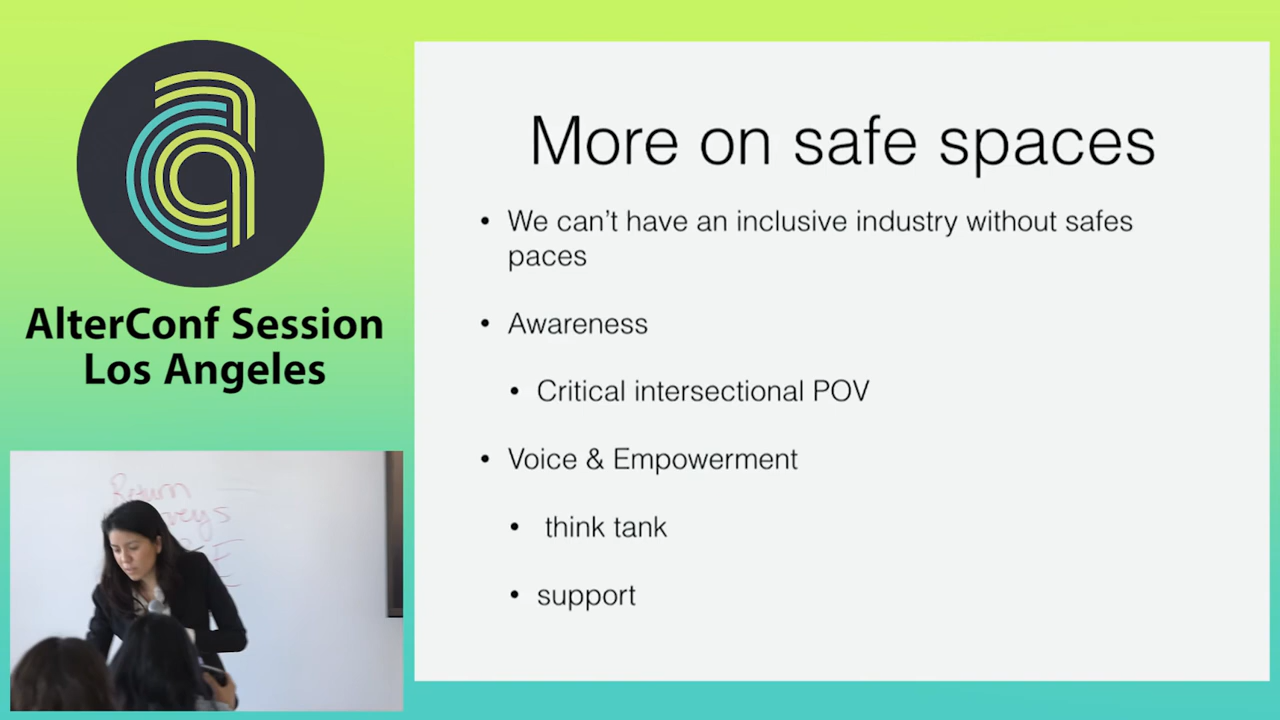 AlterConf Session
Los Angeles
More on safe spaces
• We can't have an inclusive industry without safes
paces
• Awareness
• Critical intersectional POV
• Voice & Empowerment
• think tank
• support
Return